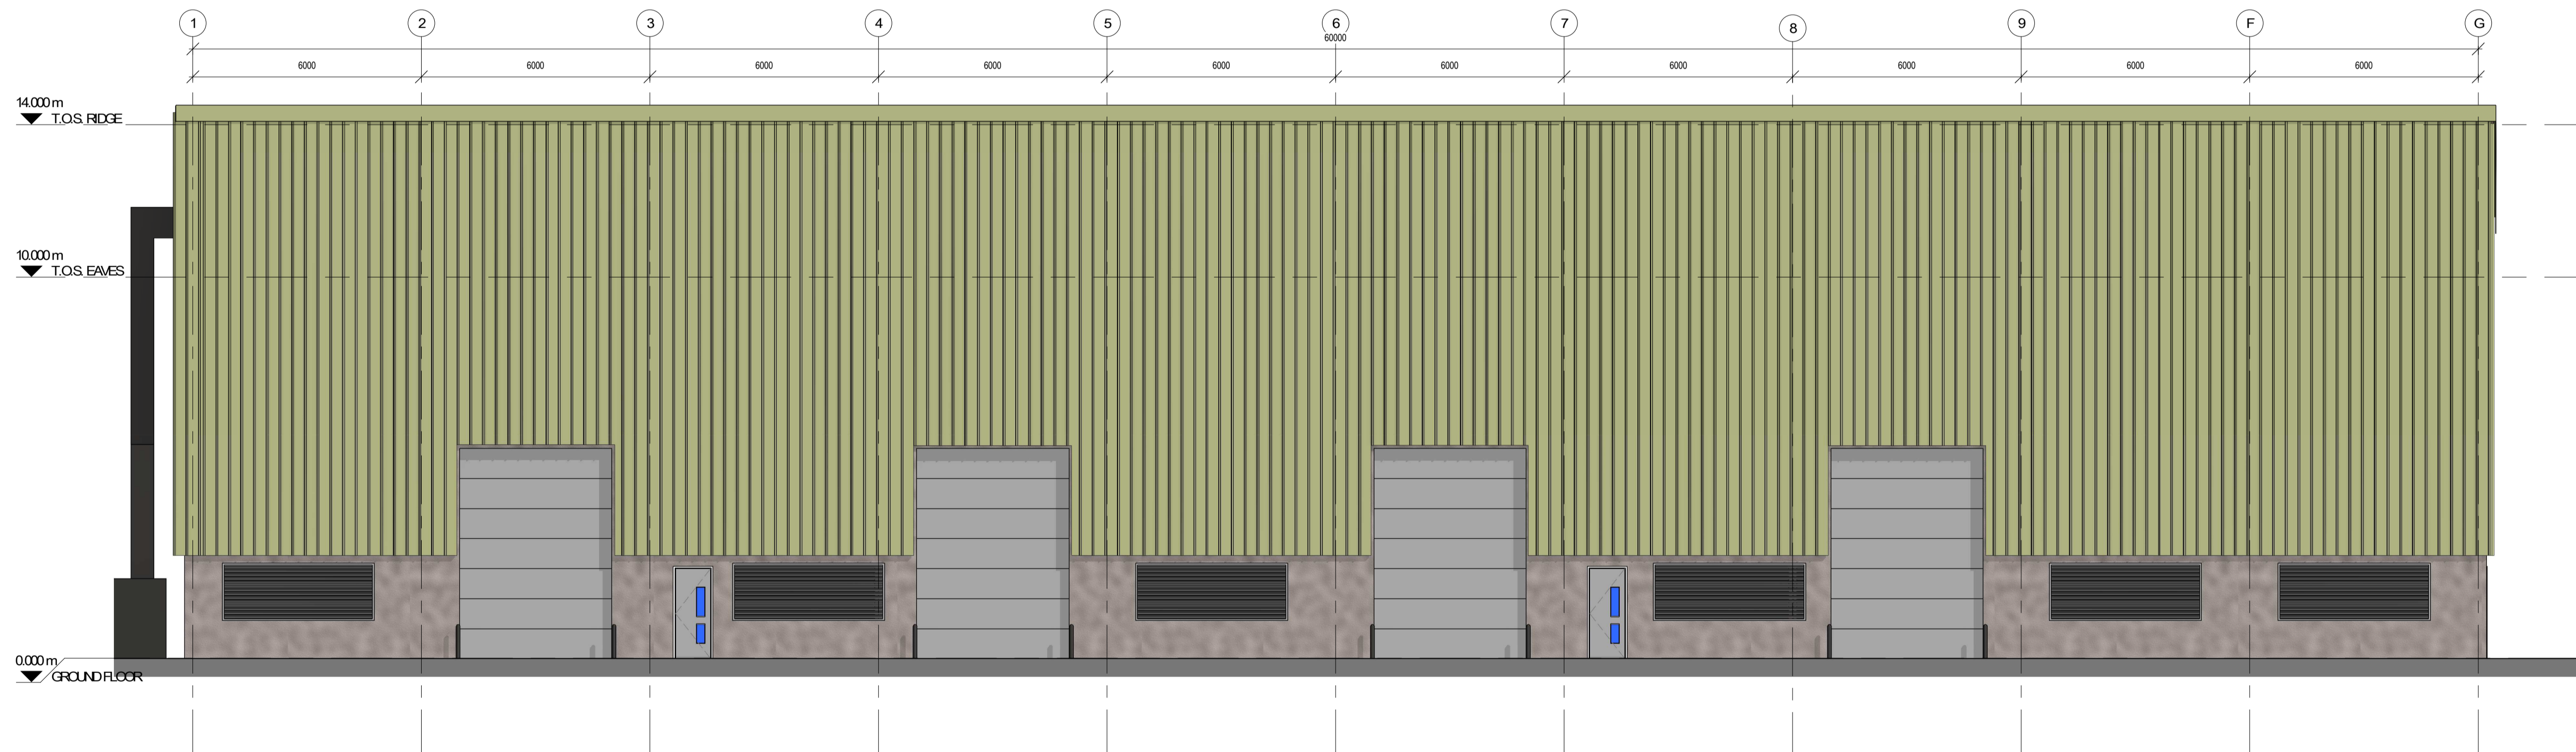 1 2 3 4 5 6 7 8 9 F G
60000
6000 6000 6000 6000 6000 6000 6000 6000 6000 6000
14.000 m
T.O.S. RIDGE
10.000 m
T.O.S. EAVES
0.000 m
GROUND FLOOR